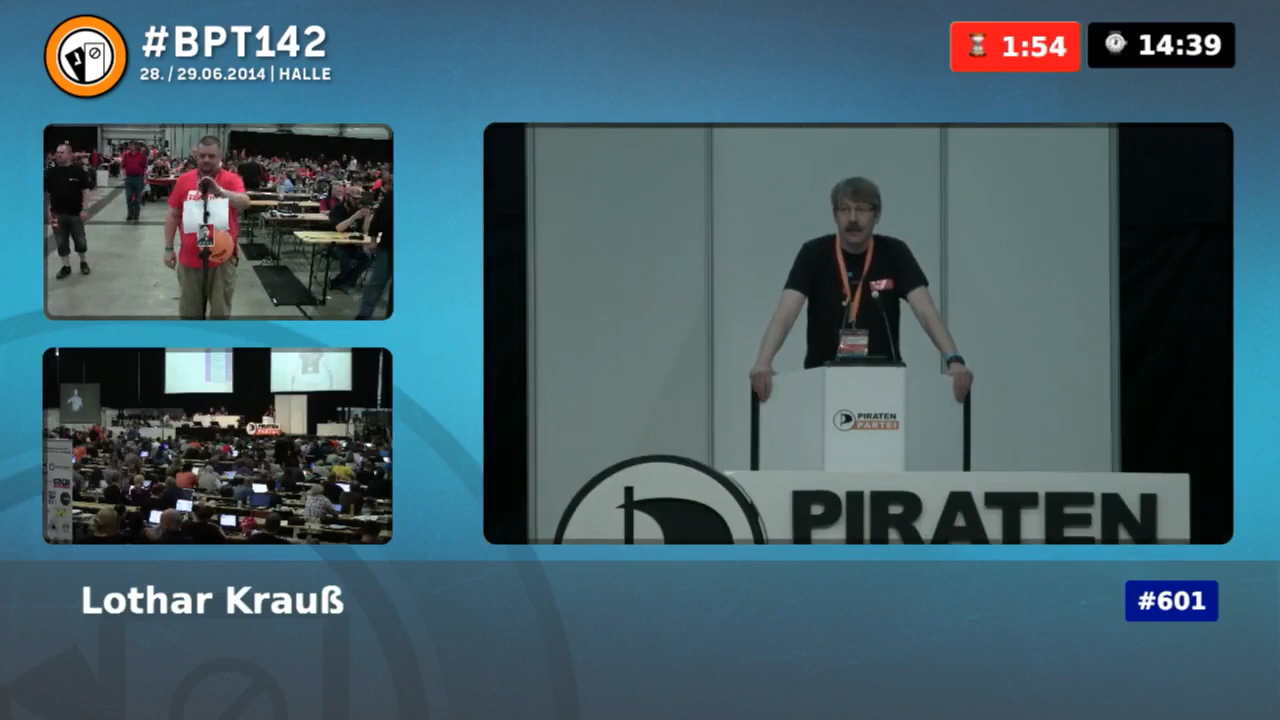 #BPT142
28. / 29.06.2014 | HALLE
1:54
14:39
PIRATEN
PARTEI
PIRATEN
Lothar Krauß
#601